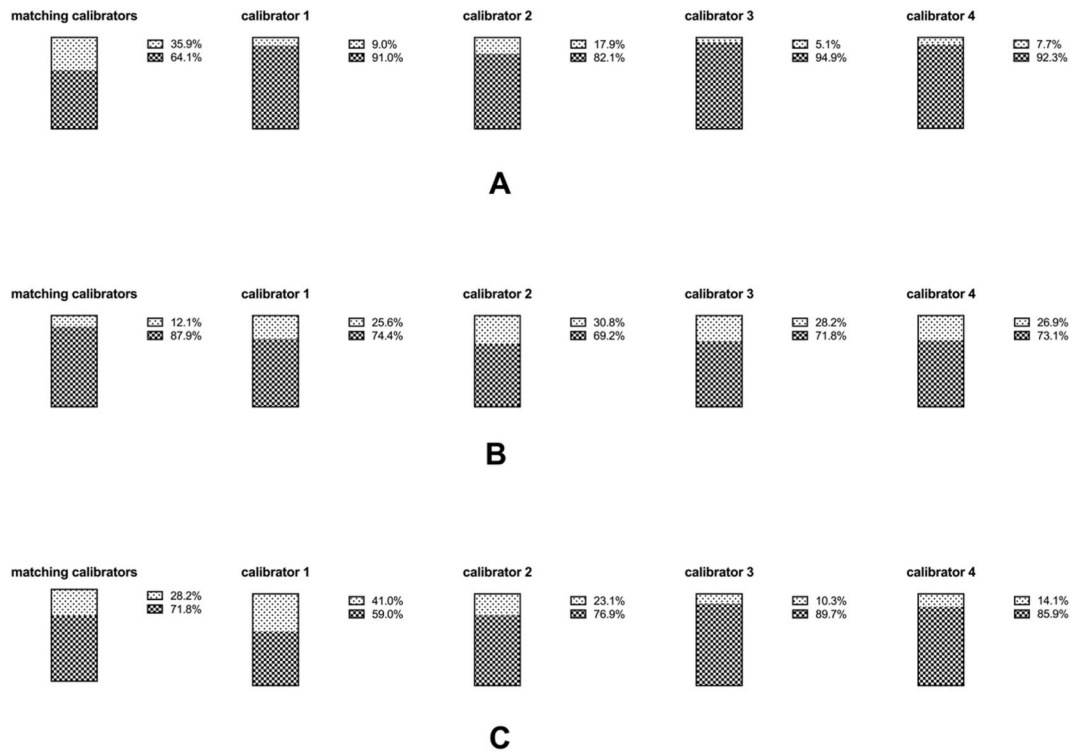 matching calibrators calibrator 1 calibrator 2 calibrator 3 calibrator 4
35.9% 9.0% 17.9% 5.1% 7.7%
64.1% 91.0% 82.1% 94.9% 92.3%
A
matching calibrators calibrator 1 calibrator 2 calibrator 3 calibrator 4
12.1% 25.6% 30.8% 28.2% 26.9%
87.9% 74.4% 69.2% 71.8% 73.1%
B
matching calibrators calibrator 1 calibrator 2 calibrator 3 calibrator 4
28.2% 41.0% 23.1% 10.3% 14.1%
71.8% 59.0% 76.9% 89.7% 85.9%
C